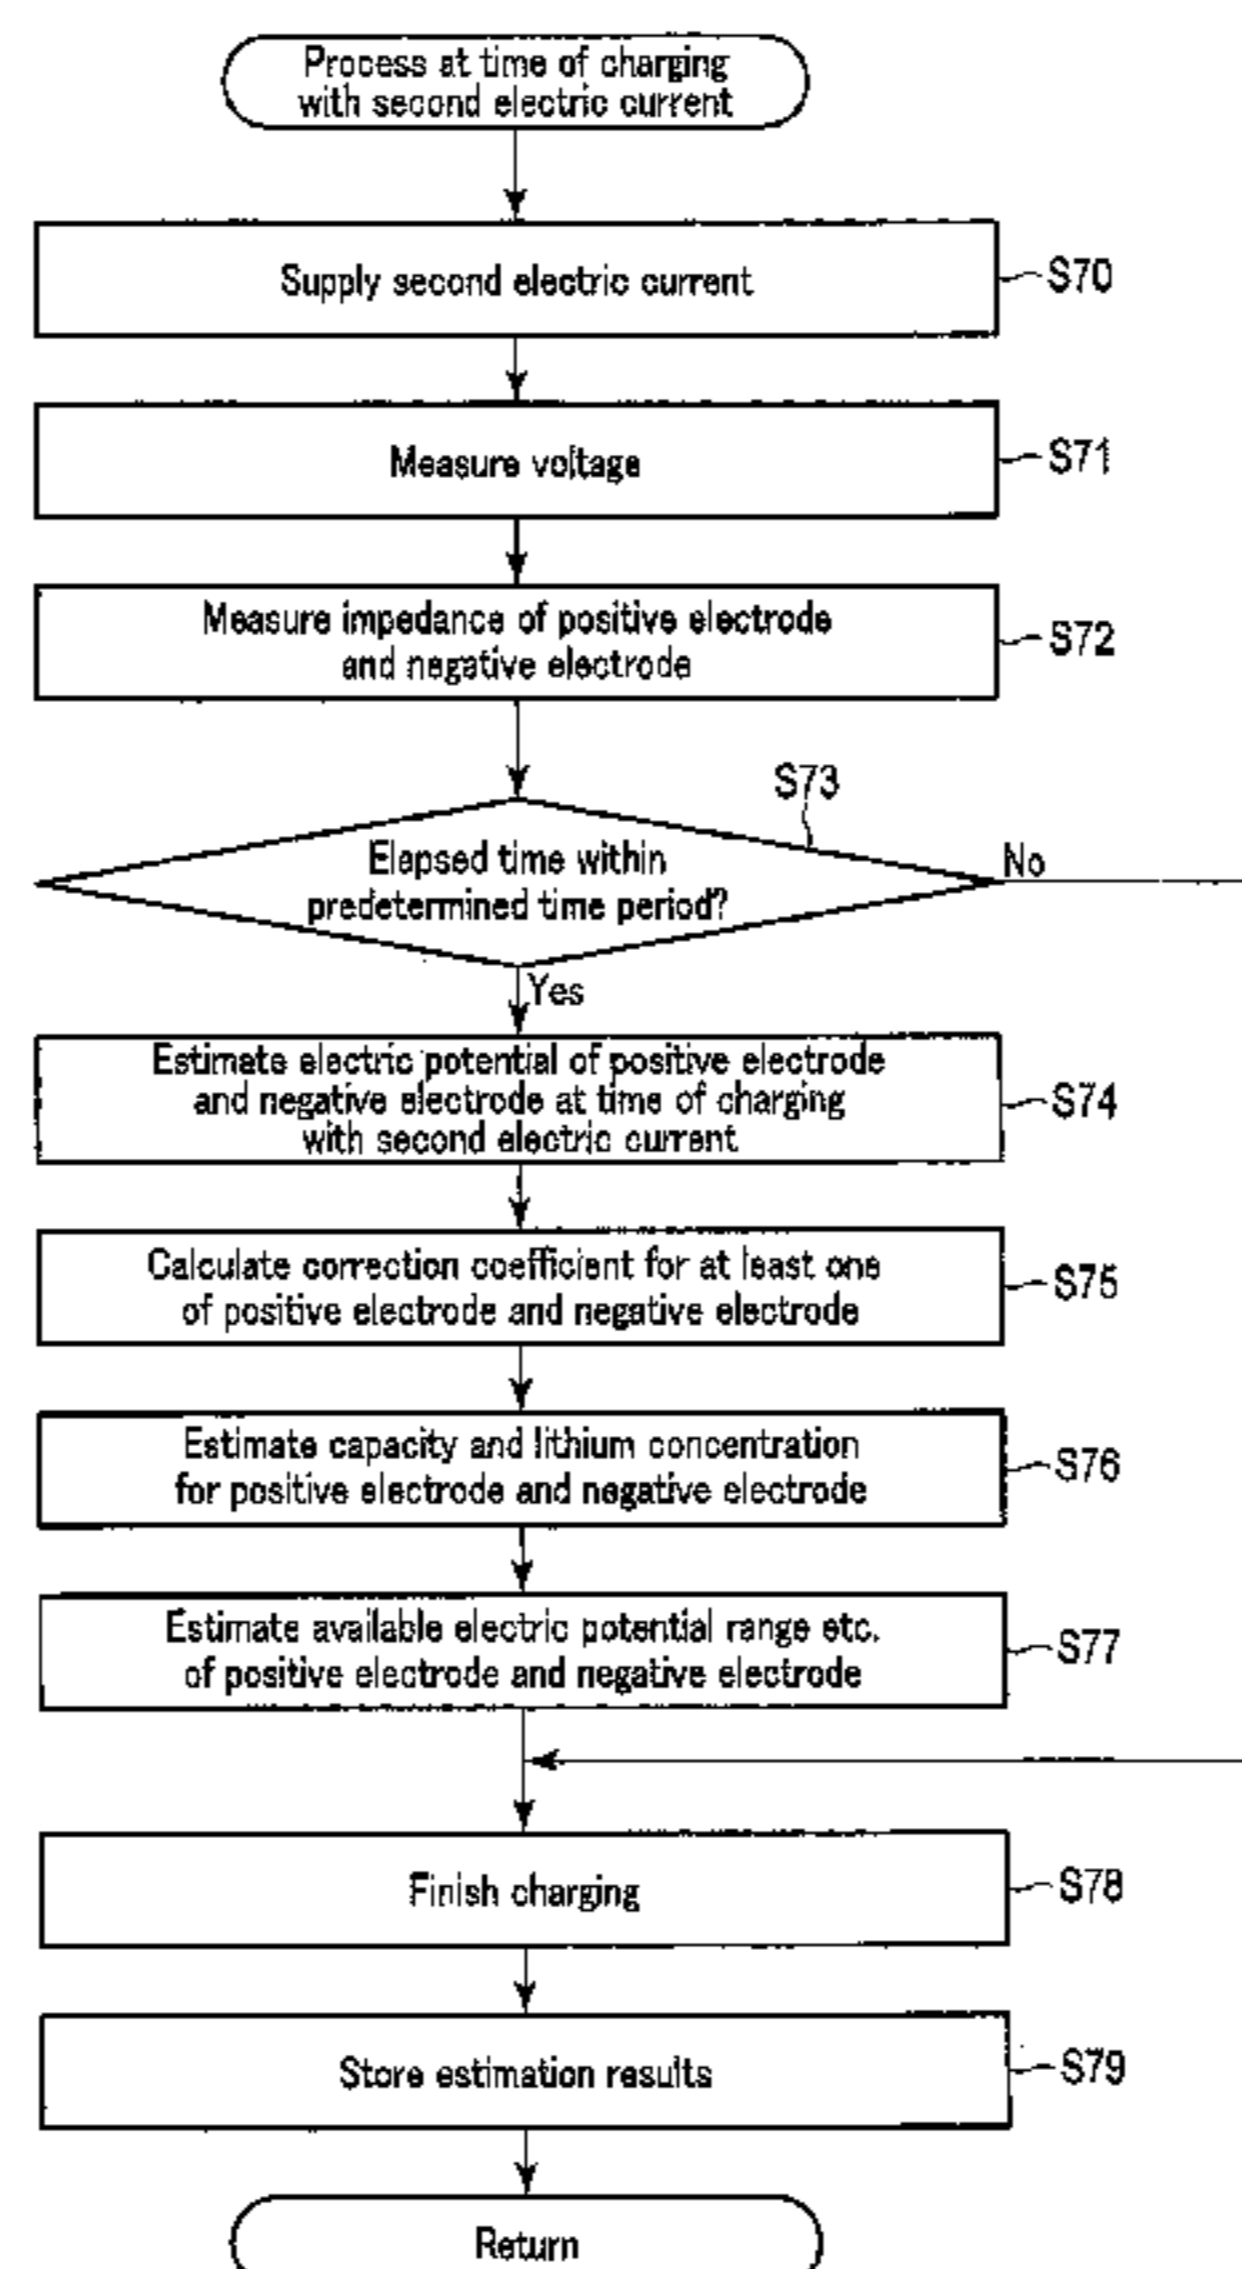 Process at time of charging
with second electric current
Supply second electric current
S70
Measure voltage
S71
Measure impedance of positive electrode
and negative electrode
S72
S73
Elapsed time within
predetermined time period?
No
Yes
Estimate electric potential of positive electrode
and negative electrode at time of charging
with second electric current
S74
Calculate correction coefficient for at least one
of positive electrode and negative electrode
S75
Estimate capacity and lithium concentration
for positive electrode and negative electrode
S76
Estimate available electric potential range etc.
of positive electrode and negative electrode
S77
Finish charging
S78
Store estimation results
S79
Return